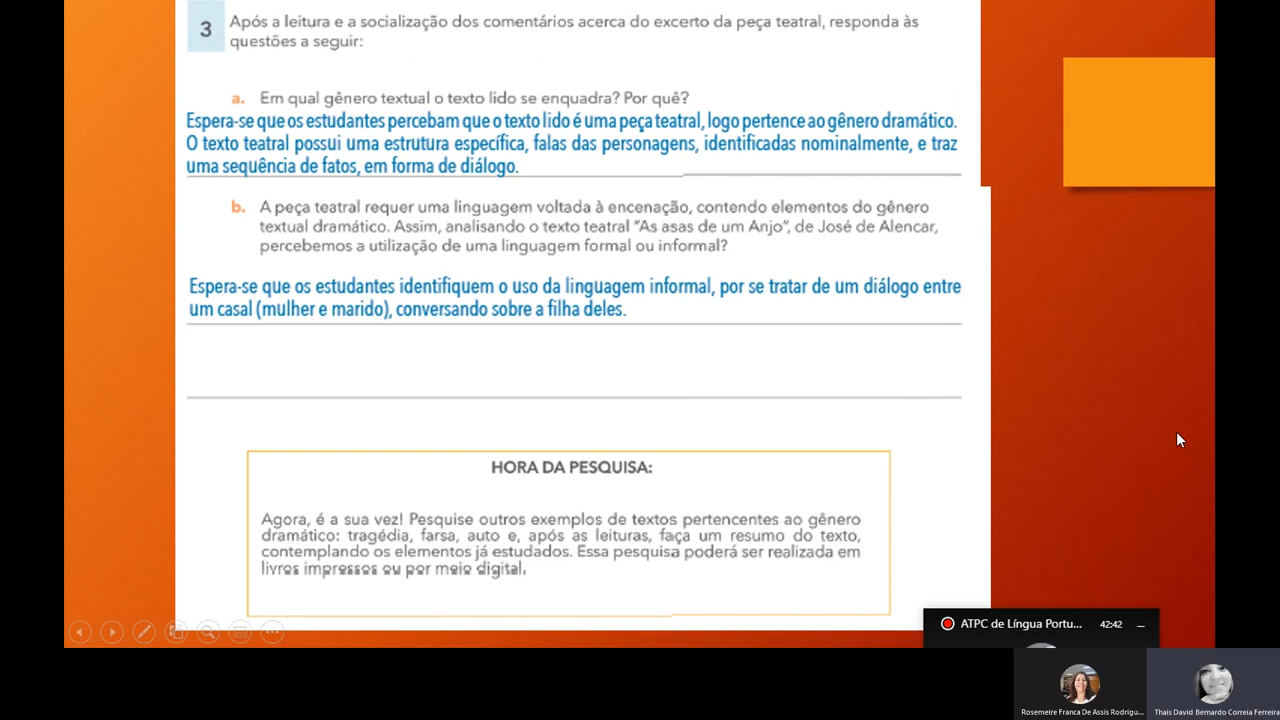 3
Após a leitura e a socialização dos comentários acerca do excerto da peça teatral, responda às
questões a seguir:
a. Em qual gênero textual o texto lido se enquadra? Por quê?
Espera-se que os estudantes percebam que o texto lido é uma peça teatral, logo pertence ao gênero dramático.
O texto teatral possui uma estrutura específica, falas das personagens, identificadas nominalmente, e traz
uma sequência de fatos, em forma de diálogo.
b. A peça teatral requer uma linguagem voltada à encenação, contendo elementos do gênero
textual dramático. Assim, analisando o texto teatral "As asas de um Anjo", de José de Alencar,
percebemos a utilização de uma linguagem formal ou informal?
Espera-se que os estudantes identifiquem o uso da linguagem informal, por se tratar de um diálogo entre
um casal (mulher e marido), conversando sobre a filha deles.
HORA DA PESQUISA:
Agora, é a sua vez! Pesquise outros exemplos de textos pertencentes ao gênero
dramático: tragédia, farsa, auto e, após as leituras, faça um resumo do texto,
contemplando os elementos já estudados. Essa pesquisa poderá ser realizada em
livros impressos ou por meio digital.
ATPC de Língua Portu... 42:42
Rosemeire Franca De Assis Rodrigu...
Thais David Bernardo Correia Ferreira